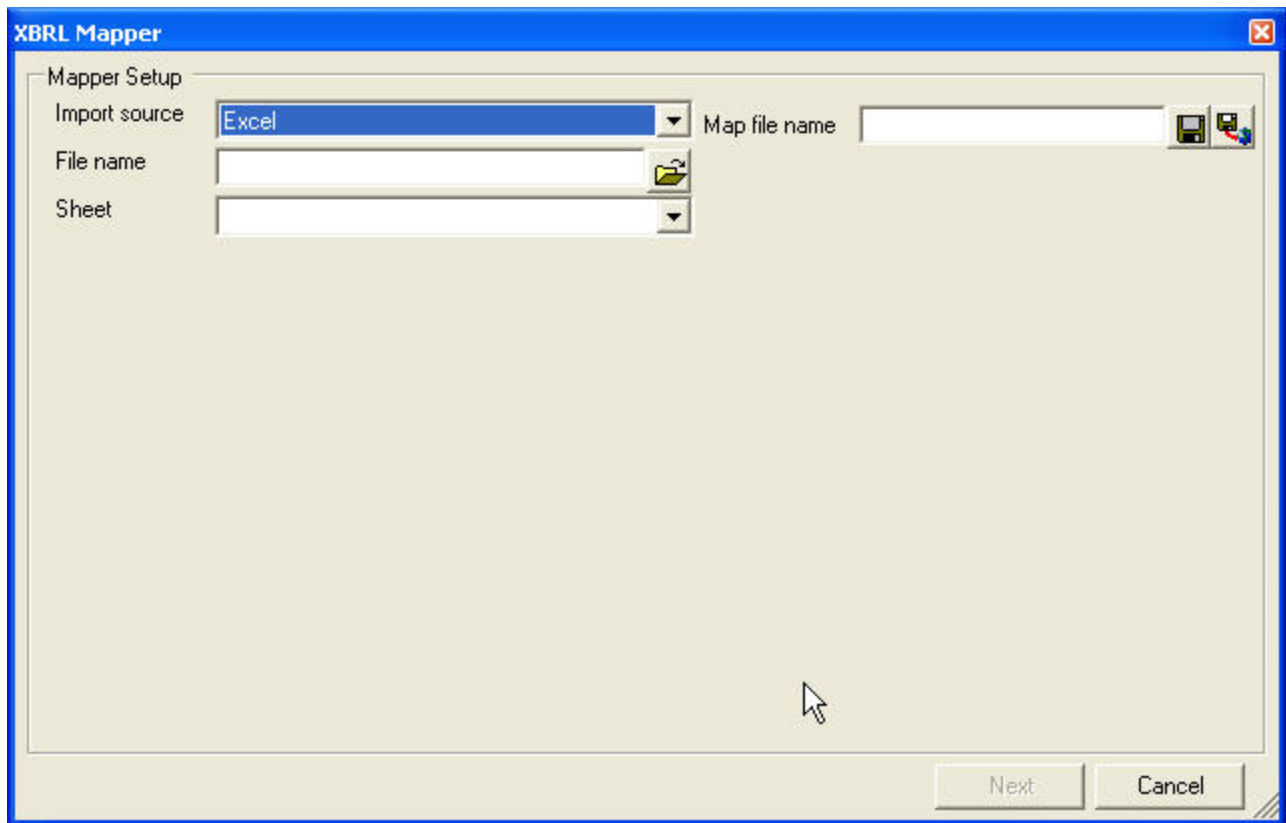 XBRL Mapper
Mapper Setup
Import source Excel Map file name
File name
Sheet
Next Cancel